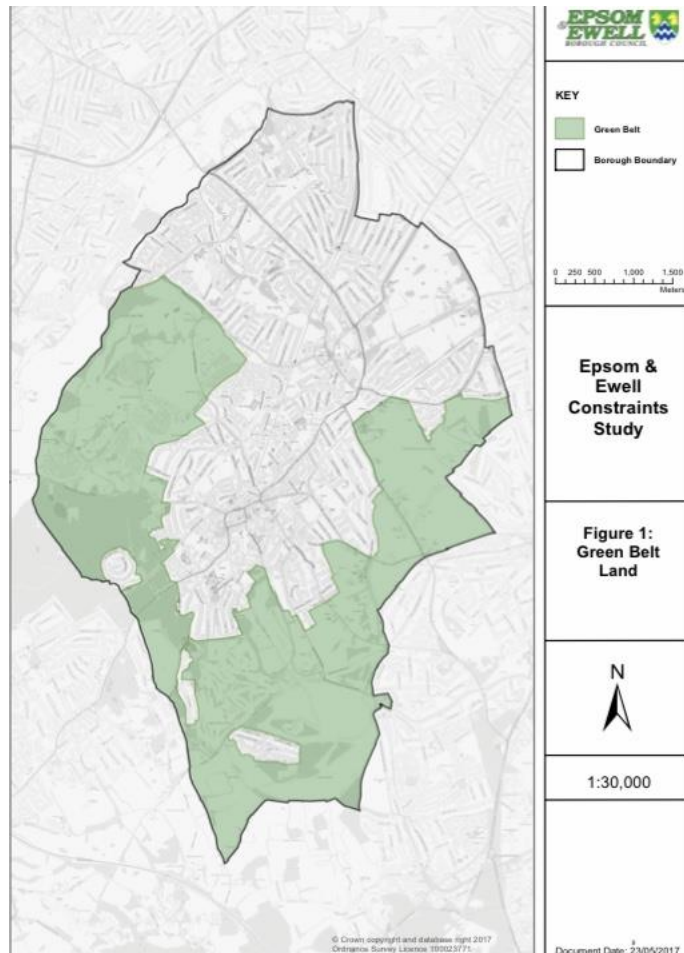 EPSOM
& EWELL
BOROUGH COUNCIL
KEY
Green Belt
Borough Boundary
0 250 500 1,000 1,500
Meters
Epsom &
Ewell
Constraints
Study
Figure 1:
Green Belt
Land
N
1:30,000
© Crown copyright and database right 2017
Ordnance Survey Licence 100023771
3
Document Date: 23/05/2017